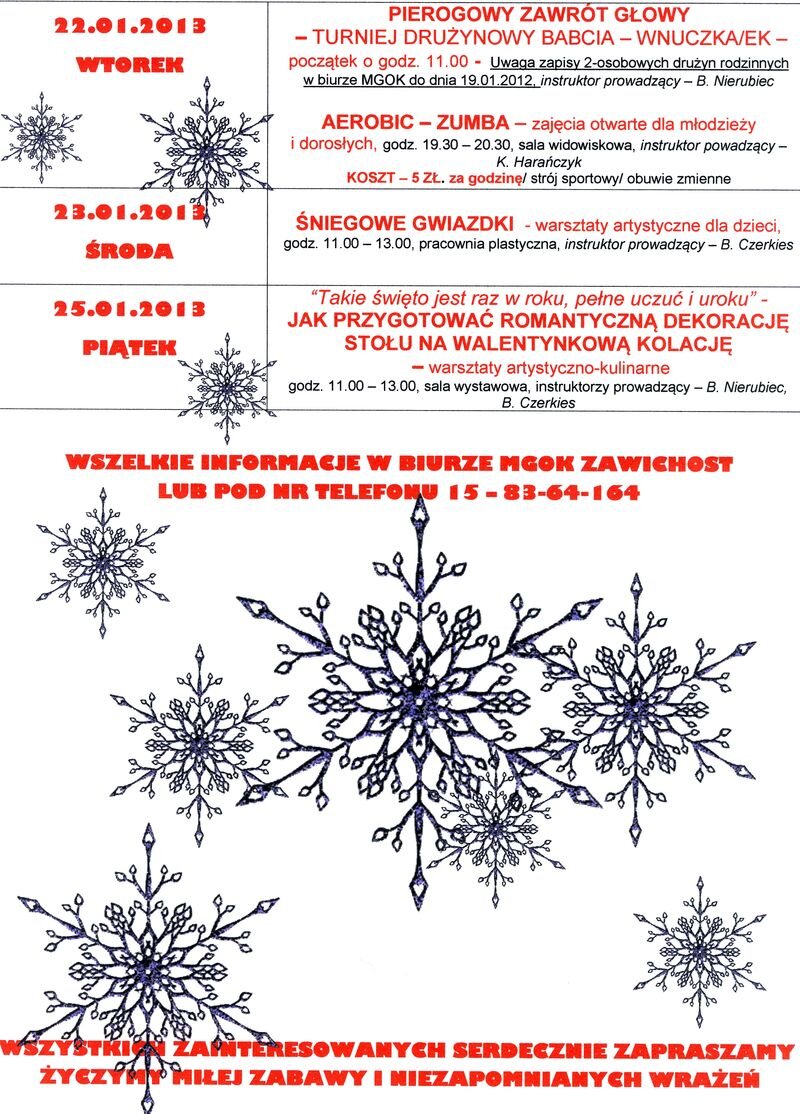 22.01.2013
WTOREK
PIEROGOWY ZAWRÓT GŁOWY
– TURNIEJ DRUŻYNOWY BABCIA – WNUCZKA/EK –
początek o godz. 11.00 - Uwaga zapisy 2-osobowych drużyn rodzinnych
w biurze MGOK do dnia 19.01.2012, instruktor prowadzący – B. Nierubiec
AEROBIC – ZUMBA – zajęcia otwarte dla młodzieży
i dorosłych, godz. 19.30 – 20.30, sala widowiskowa, instruktor powadzący –
K. Harańczyk
KOSZT – 5 ZŁ. za godzinę/ strój sportowy/ obuwie zmienne
23.01.2013
ŚRODA
ŚNIEGOWE GWIAZDKI - warsztaty artystyczne dla dzieci,
godz. 11.00 – 13.00, pracownia plastyczna, instruktor prowadzący – B. Czerkies
25.01.2013
PIĄTEK
“Takie święto jest raz w roku, pełne uczuć i uroku” -
JAK PRZYGOTOWAĆ ROMANTYCZNĄ DEKORACJĘ
STOŁU NA WALENTYNKOWĄ KOLACJĘ
– warsztaty artystyczno-kulinarne
godz. 11.00 – 13.00, sala wystawowa, instruktorzy prowadzący – B. Nierubiec,
B. Czerkies
WSZELKIE INFORMACJE W BIURZE MGOK ZAWICHOST
LUB POD NR TELEFONU 15 – 83-64-164
WSZYSTKICH ZAINTERESOWANYCH SERDECZNIE ZAPRASZAMY
ŻYCZYMY MIŁEJ ZABAWY I NIEZAPOMNIANYCH WRAŻEŃ